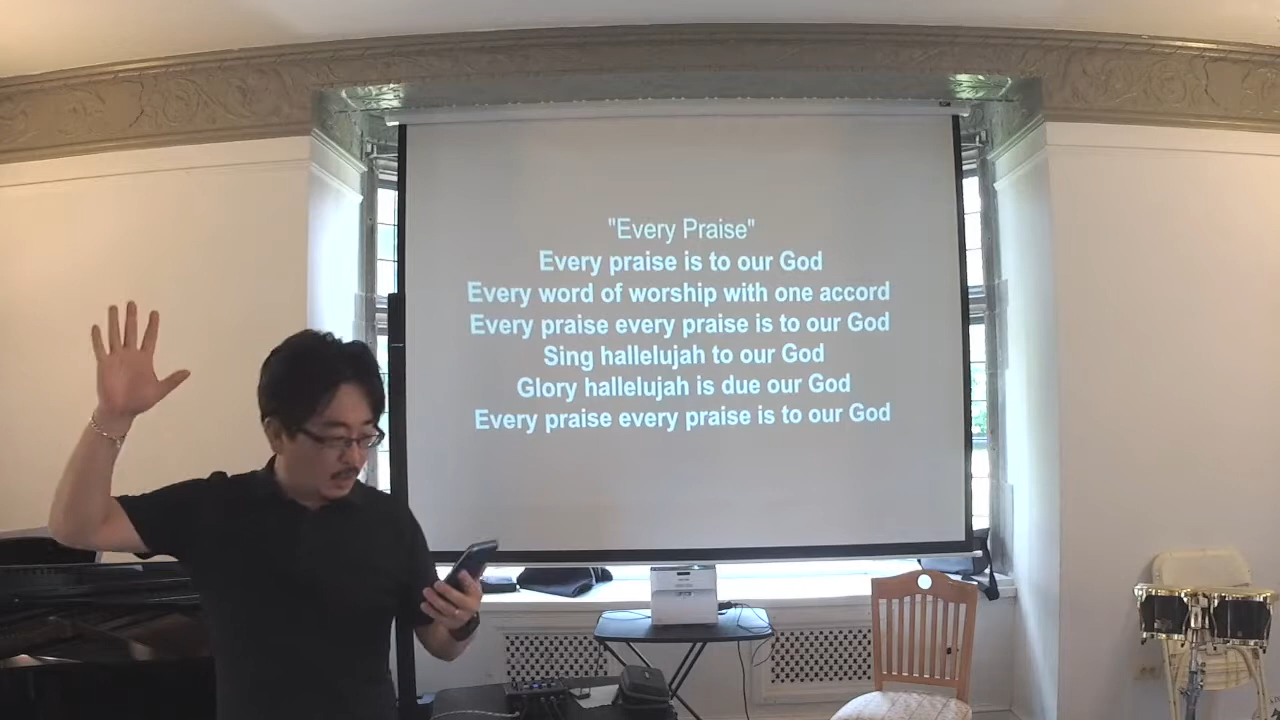 "Every Praise"
Every praise is to our God
Every word of worship with one accord
Every praise every praise is to our God
Sing hallelujah to our God
Glory hallelujah is due our God
Every praise every praise is to our God